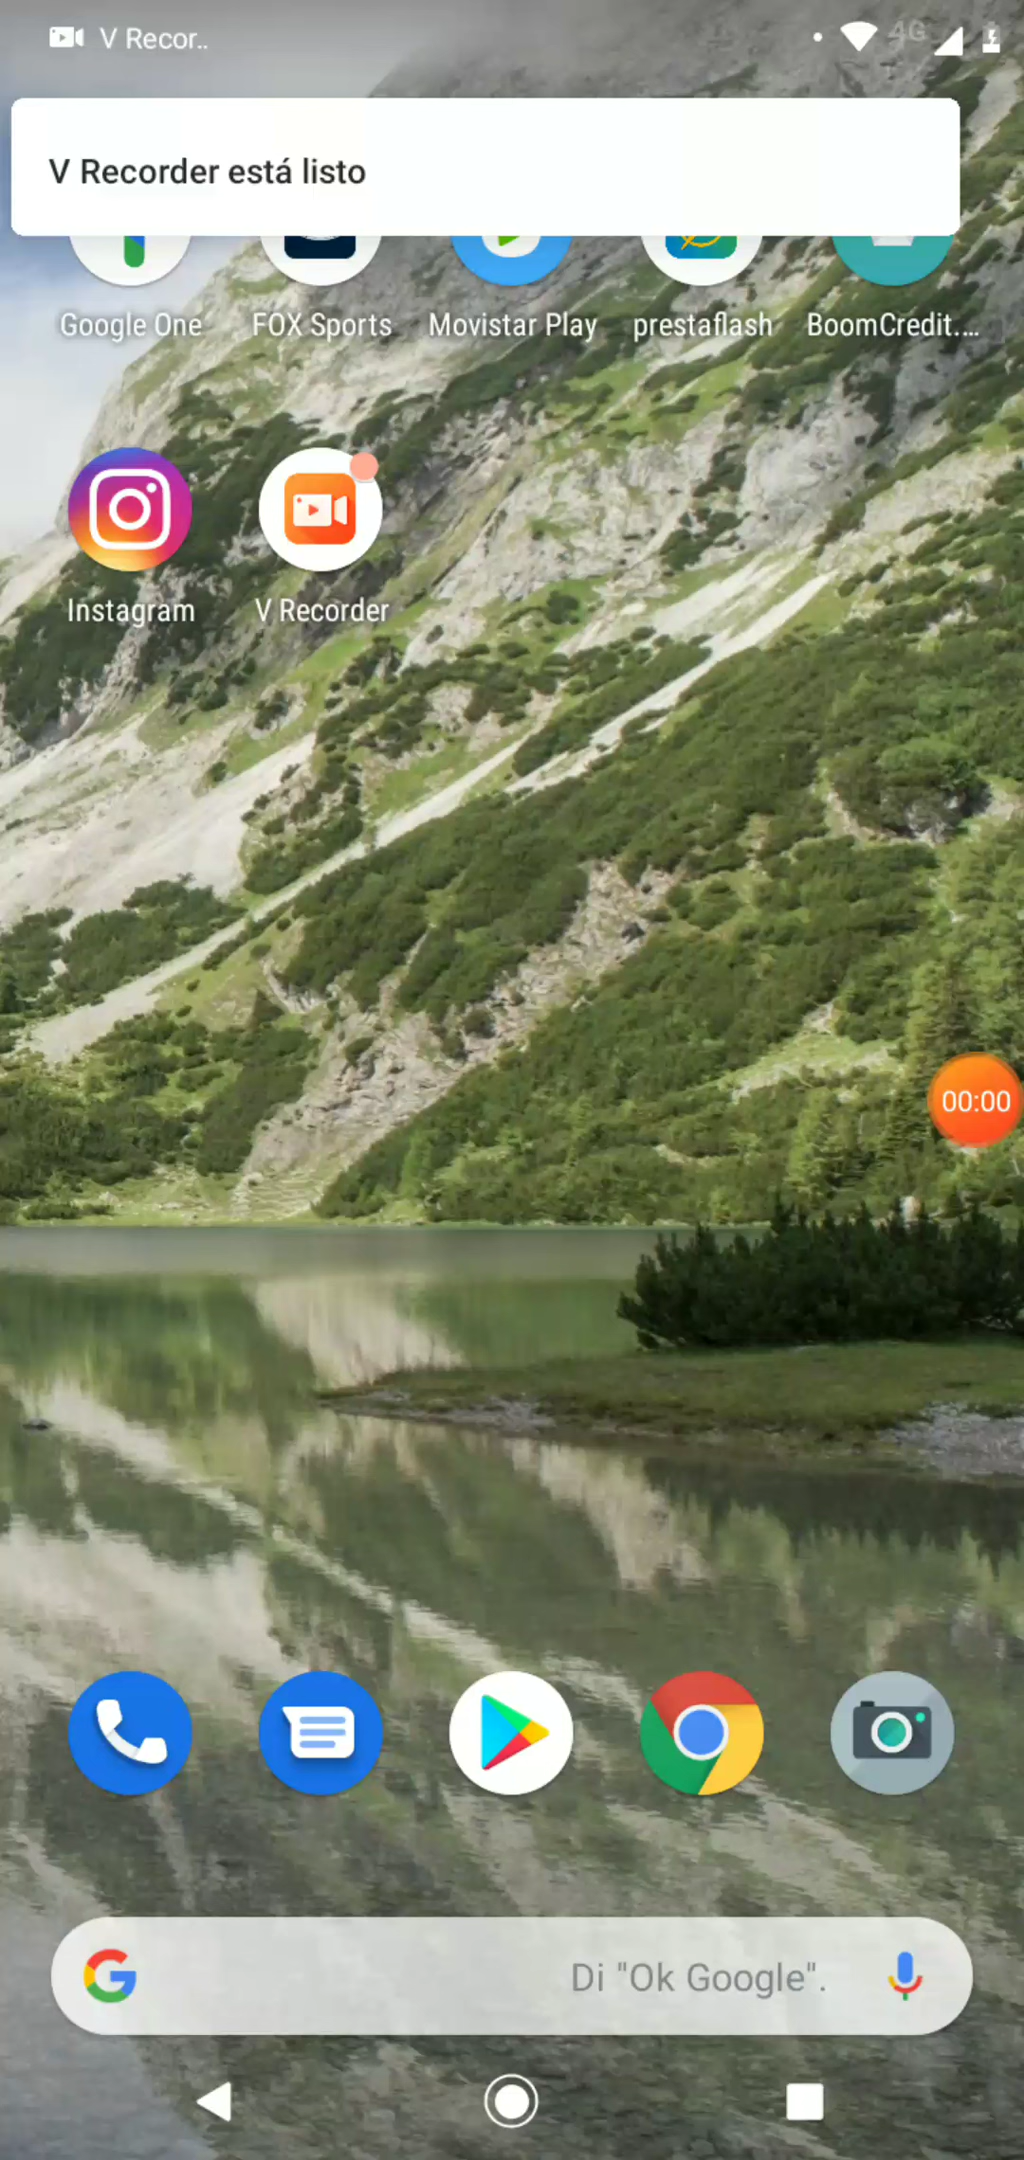 V Recor..
4G
V Recorder está listo
Google One
FOX Sports
Movistar Play
prestaflash
BoomCredit....
Instagram
V Recorder
00:00
Di "Ok Google".